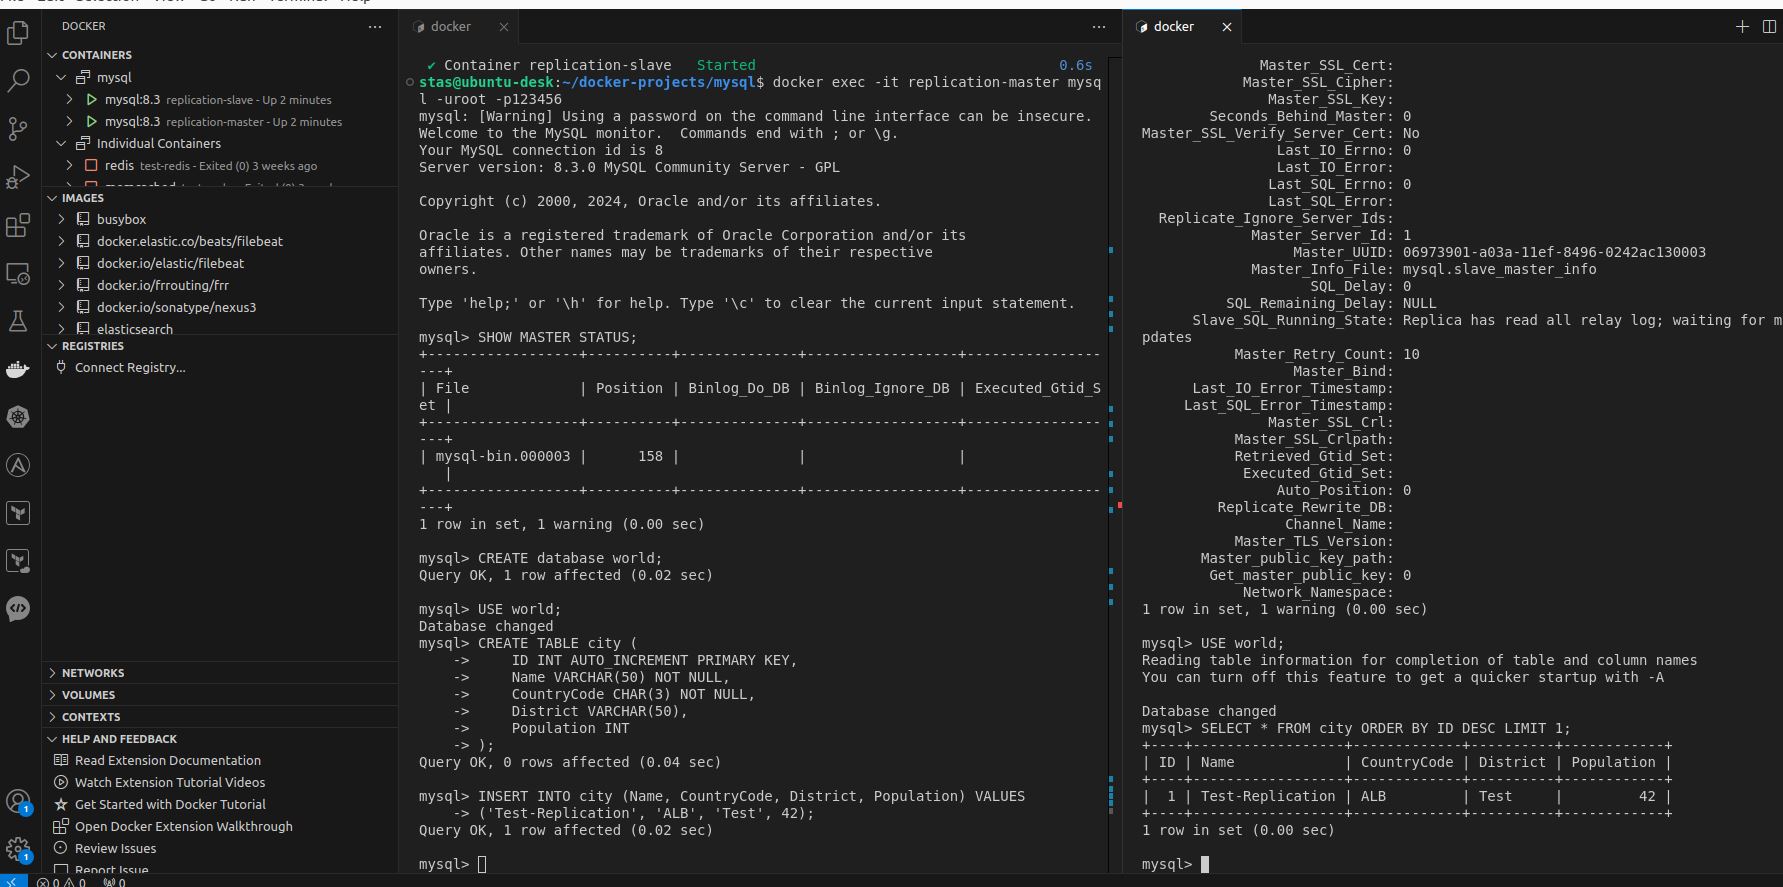 File Edit Selection View Go Run Terminal Help
DOCKER
CONTAINERS
mysql
mysql:8.3 replication-slave - Up 2 minutes
mysql:8.3 replication-master - Up 2 minutes
Individual Containers
redis test-redis - Exited (0) 3 weeks ago
IMAGES
busybox
docker.elastic.co/beats/filebeat
docker.io/elastic/filebeat
docker.io/frrouting/frr
docker.io/sonatype/nexus3
elasticsearch
REGISTRIES
Connect Registry...
NETWORKS
VOLUMES
CONTEXTS
HELP AND FEEDBACK
Read Extension Documentation
Watch Extension Tutorial Videos
Get Started with Docker Tutorial
Open Docker Extension Walkthrough
Review Issues
Report Issue
1
1
0 0 0
docker
✔ Container replication-slave Started 0.6s
stas@ubuntu-desk:~/docker-projects/mysql$ docker exec -it replication-master mysq
l -uroot -p123456
mysql: [Warning] Using a password on the command line interface can be insecure.
Welcome to the MySQL monitor.  Commands end with ; or \g.
Your MySQL connection id is 8
Server version: 8.3.0 MySQL Community Server - GPL
Copyright (c) 2000, 2024, Oracle and/or its affiliates.
Oracle is a registered trademark of Oracle Corporation and/or its
affiliates. Other names may be trademarks of their respective
owners.
Type 'help;' or '\h' for help. Type '\c' to clear the current input statement.
mysql> SHOW MASTER STATUS;
+------------------+----------+--------------+------------------+----------------
---+
| File             | Position | Binlog_Do_DB | Binlog_Ignore_DB | Executed_Gtid_S
et |
+------------------+----------+--------------+------------------+----------------
---+
| mysql-bin.000003 |      158 |              |                  |
   |
+------------------+----------+--------------+------------------+----------------
---+
1 row in set, 1 warning (0.00 sec)
mysql> CREATE database world;
Query OK, 1 row affected (0.02 sec)
mysql> USE world;
Database changed
mysql> CREATE TABLE city (
    ->     ID INT AUTO_INCREMENT PRIMARY KEY,
    ->     Name VARCHAR(50) NOT NULL,
    ->     CountryCode CHAR(3) NOT NULL,
    ->     District VARCHAR(50),
    ->     Population INT
    -> );
Query OK, 0 rows affected (0.04 sec)
mysql> INSERT INTO city (Name, CountryCode, District, Population) VALUES
    -> ('Test-Replication', 'ALB', 'Test', 42);
Query OK, 1 row affected (0.02 sec)
mysql>
docker
Master_SSL_Cert:
Master_SSL_Cipher:
Master_SSL_Key:
Seconds_Behind_Master: 0
Master_SSL_Verify_Server_Cert: No
Last_IO_Errno: 0
Last_IO_Error:
Last_SQL_Errno: 0
Last_SQL_Error:
Replicate_Ignore_Server_Ids:
Master_Server_Id: 1
Master_UUID: 06973901-a03a-11ef-8496-0242ac130003
Master_Info_File: mysql.slave_master_info
SQL_Delay: 0
SQL_Remaining_Delay: NULL
Slave_SQL_Running_State: Replica has read all relay log; waiting for m
pdates
Master_Retry_Count: 10
Master_Bind:
Last_IO_Error_Timestamp:
Last_SQL_Error_Timestamp:
Master_SSL_Crl:
Master_SSL_Crlpath:
Retrieved_Gtid_Set:
Executed_Gtid_Set:
Auto_Position: 0
Replicate_Rewrite_DB:
Channel_Name:
Master_TLS_Version:
Master_public_key_path:
Get_master_public_key: 0
Network_Namespace:
1 row in set, 1 warning (0.00 sec)
mysql> USE world;
Reading table information for completion of table and column names
You can turn off this feature to get a quicker startup with -A
Database changed
mysql> SELECT * FROM city ORDER BY ID DESC LIMIT 1;
+----+------------------+-------------+----------+------------+
| ID | Name             | CountryCode | District | Population |
+----+------------------+-------------+----------+------------+
|  1 | Test-Replication | ALB         | Test     |         42 |
+----+------------------+-------------+----------+------------+
1 row in set (0.00 sec)
mysql>